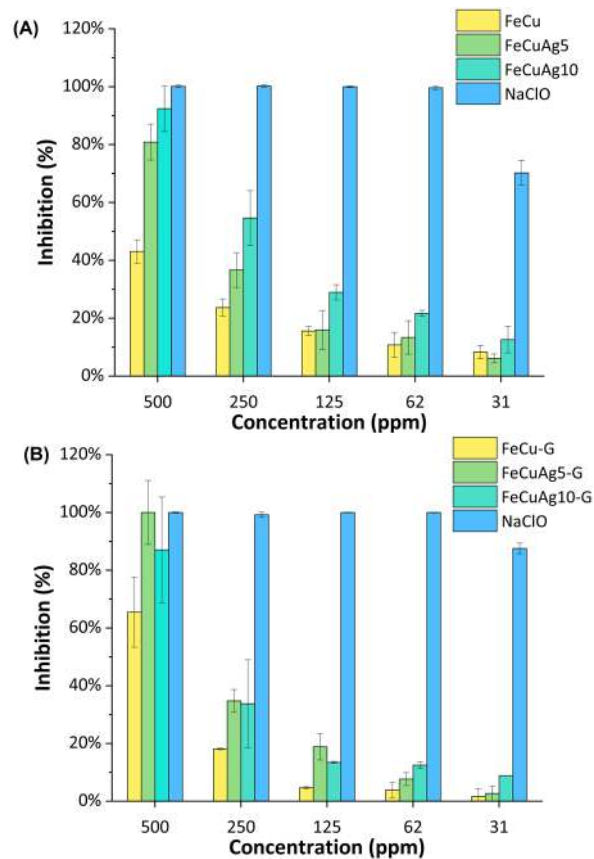 (A)
FeCu
FeCuAg5
FeCuAg10
NaClO
120%
100%
80%
60%
40%
20%
0%
Inhibition (%)
500 250 125 62 31
Concentration (ppm)
(B)
FeCu-G
FeCuAg5-G
FeCuAg10-G
NaClO
120%
100%
80%
60%
40%
20%
0%
Inhibition (%)
500 250 125 62 31
Concentration (ppm)